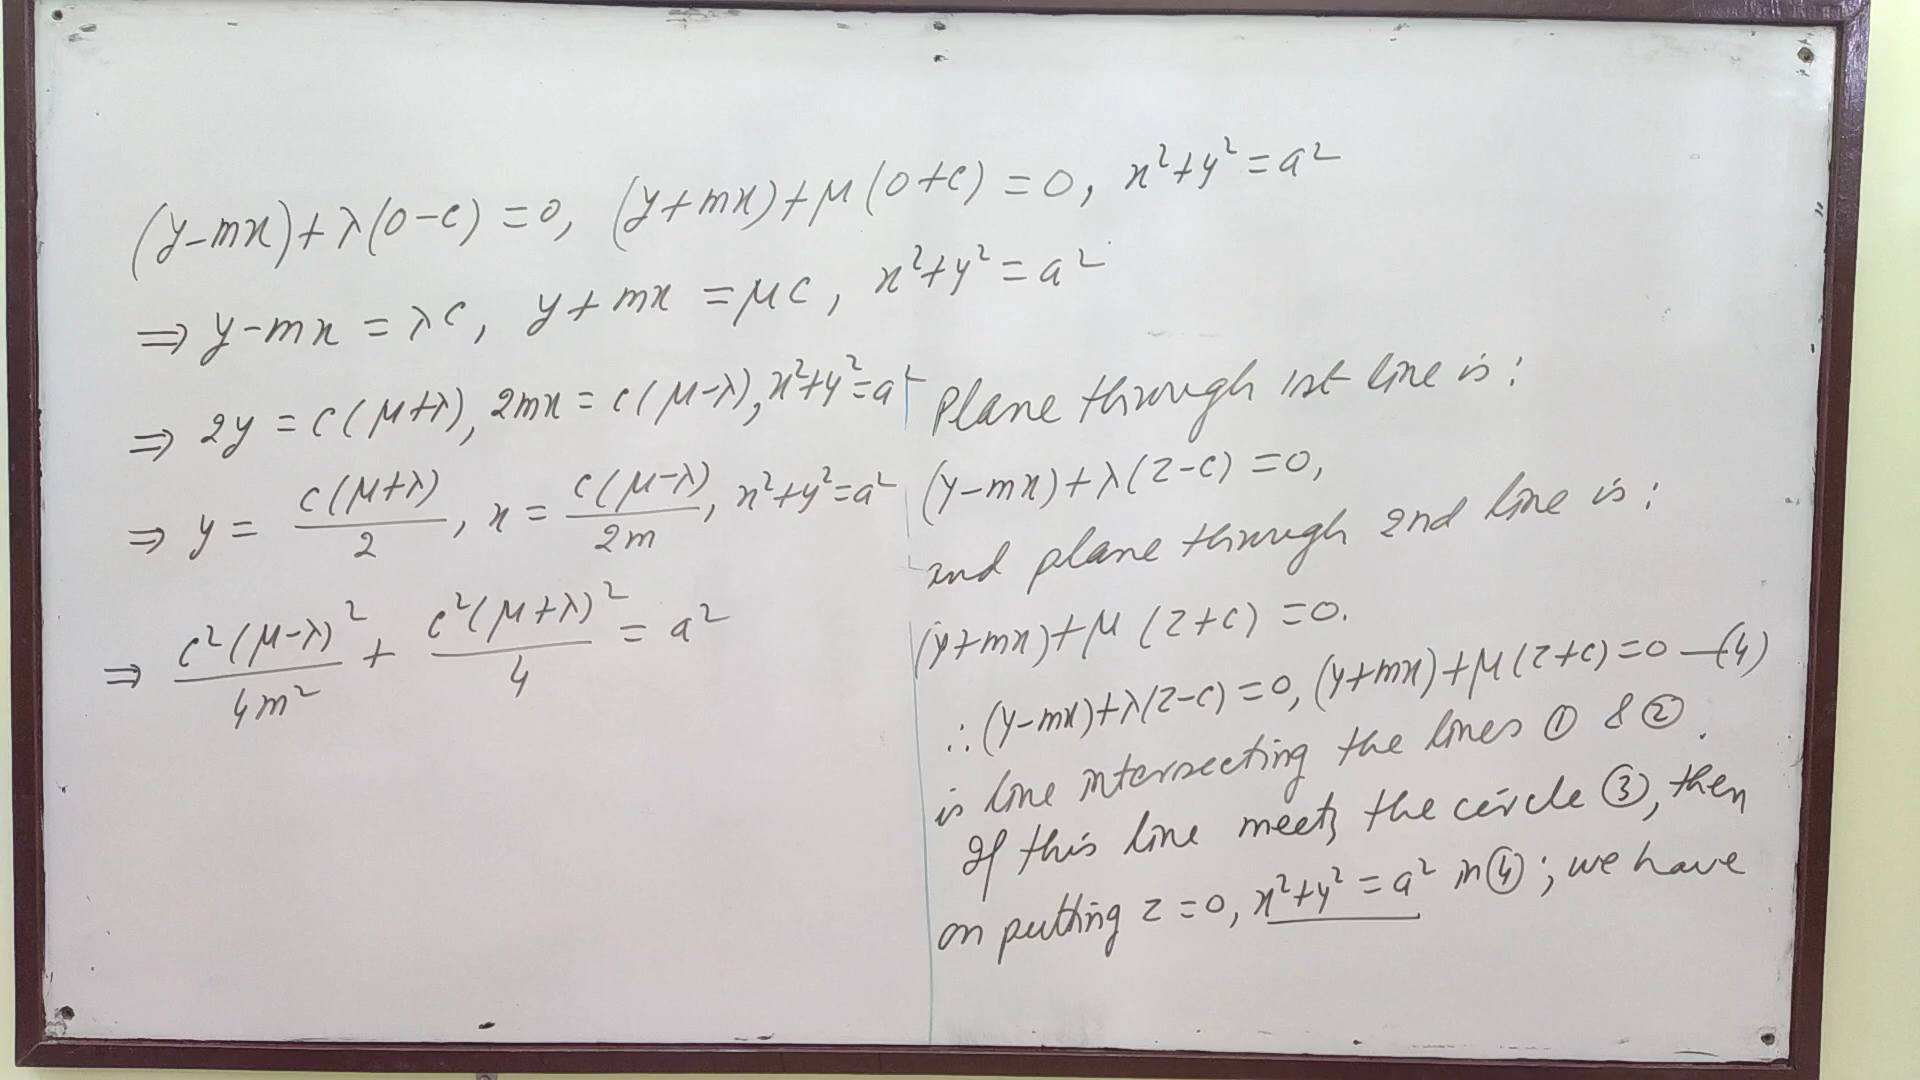 (y-mx)+λ(0-c)=0, (y+mx)+μ(0+c)=0, x²+y²=a²
⇒ y-mx = λc, y+mx = μc, x²+y²=a²
⇒ 2y = c(μ+λ), 2mx = c(μ-λ), x²+y²=a²
⇒ y = c(μ+λ)/2, x = c(μ-λ)/2m, x²+y²=a²
⇒ c²(μ-λ)²/4m² + c²(μ+λ)²/4 = a²
Plane through 1st line is:
(y-mx)+λ(z-c)=0,
and plane through 2nd line is:
(y+mx)+μ(z+c)=0.
∴ (y-mx)+λ(z-c)=0, (y+mx)+μ(z+c)=0 —(4)
is line intersecting the lines ① & ②.
If this line meets the circle ③, then
on putting z=0, x²+y²=a² in ④; we have